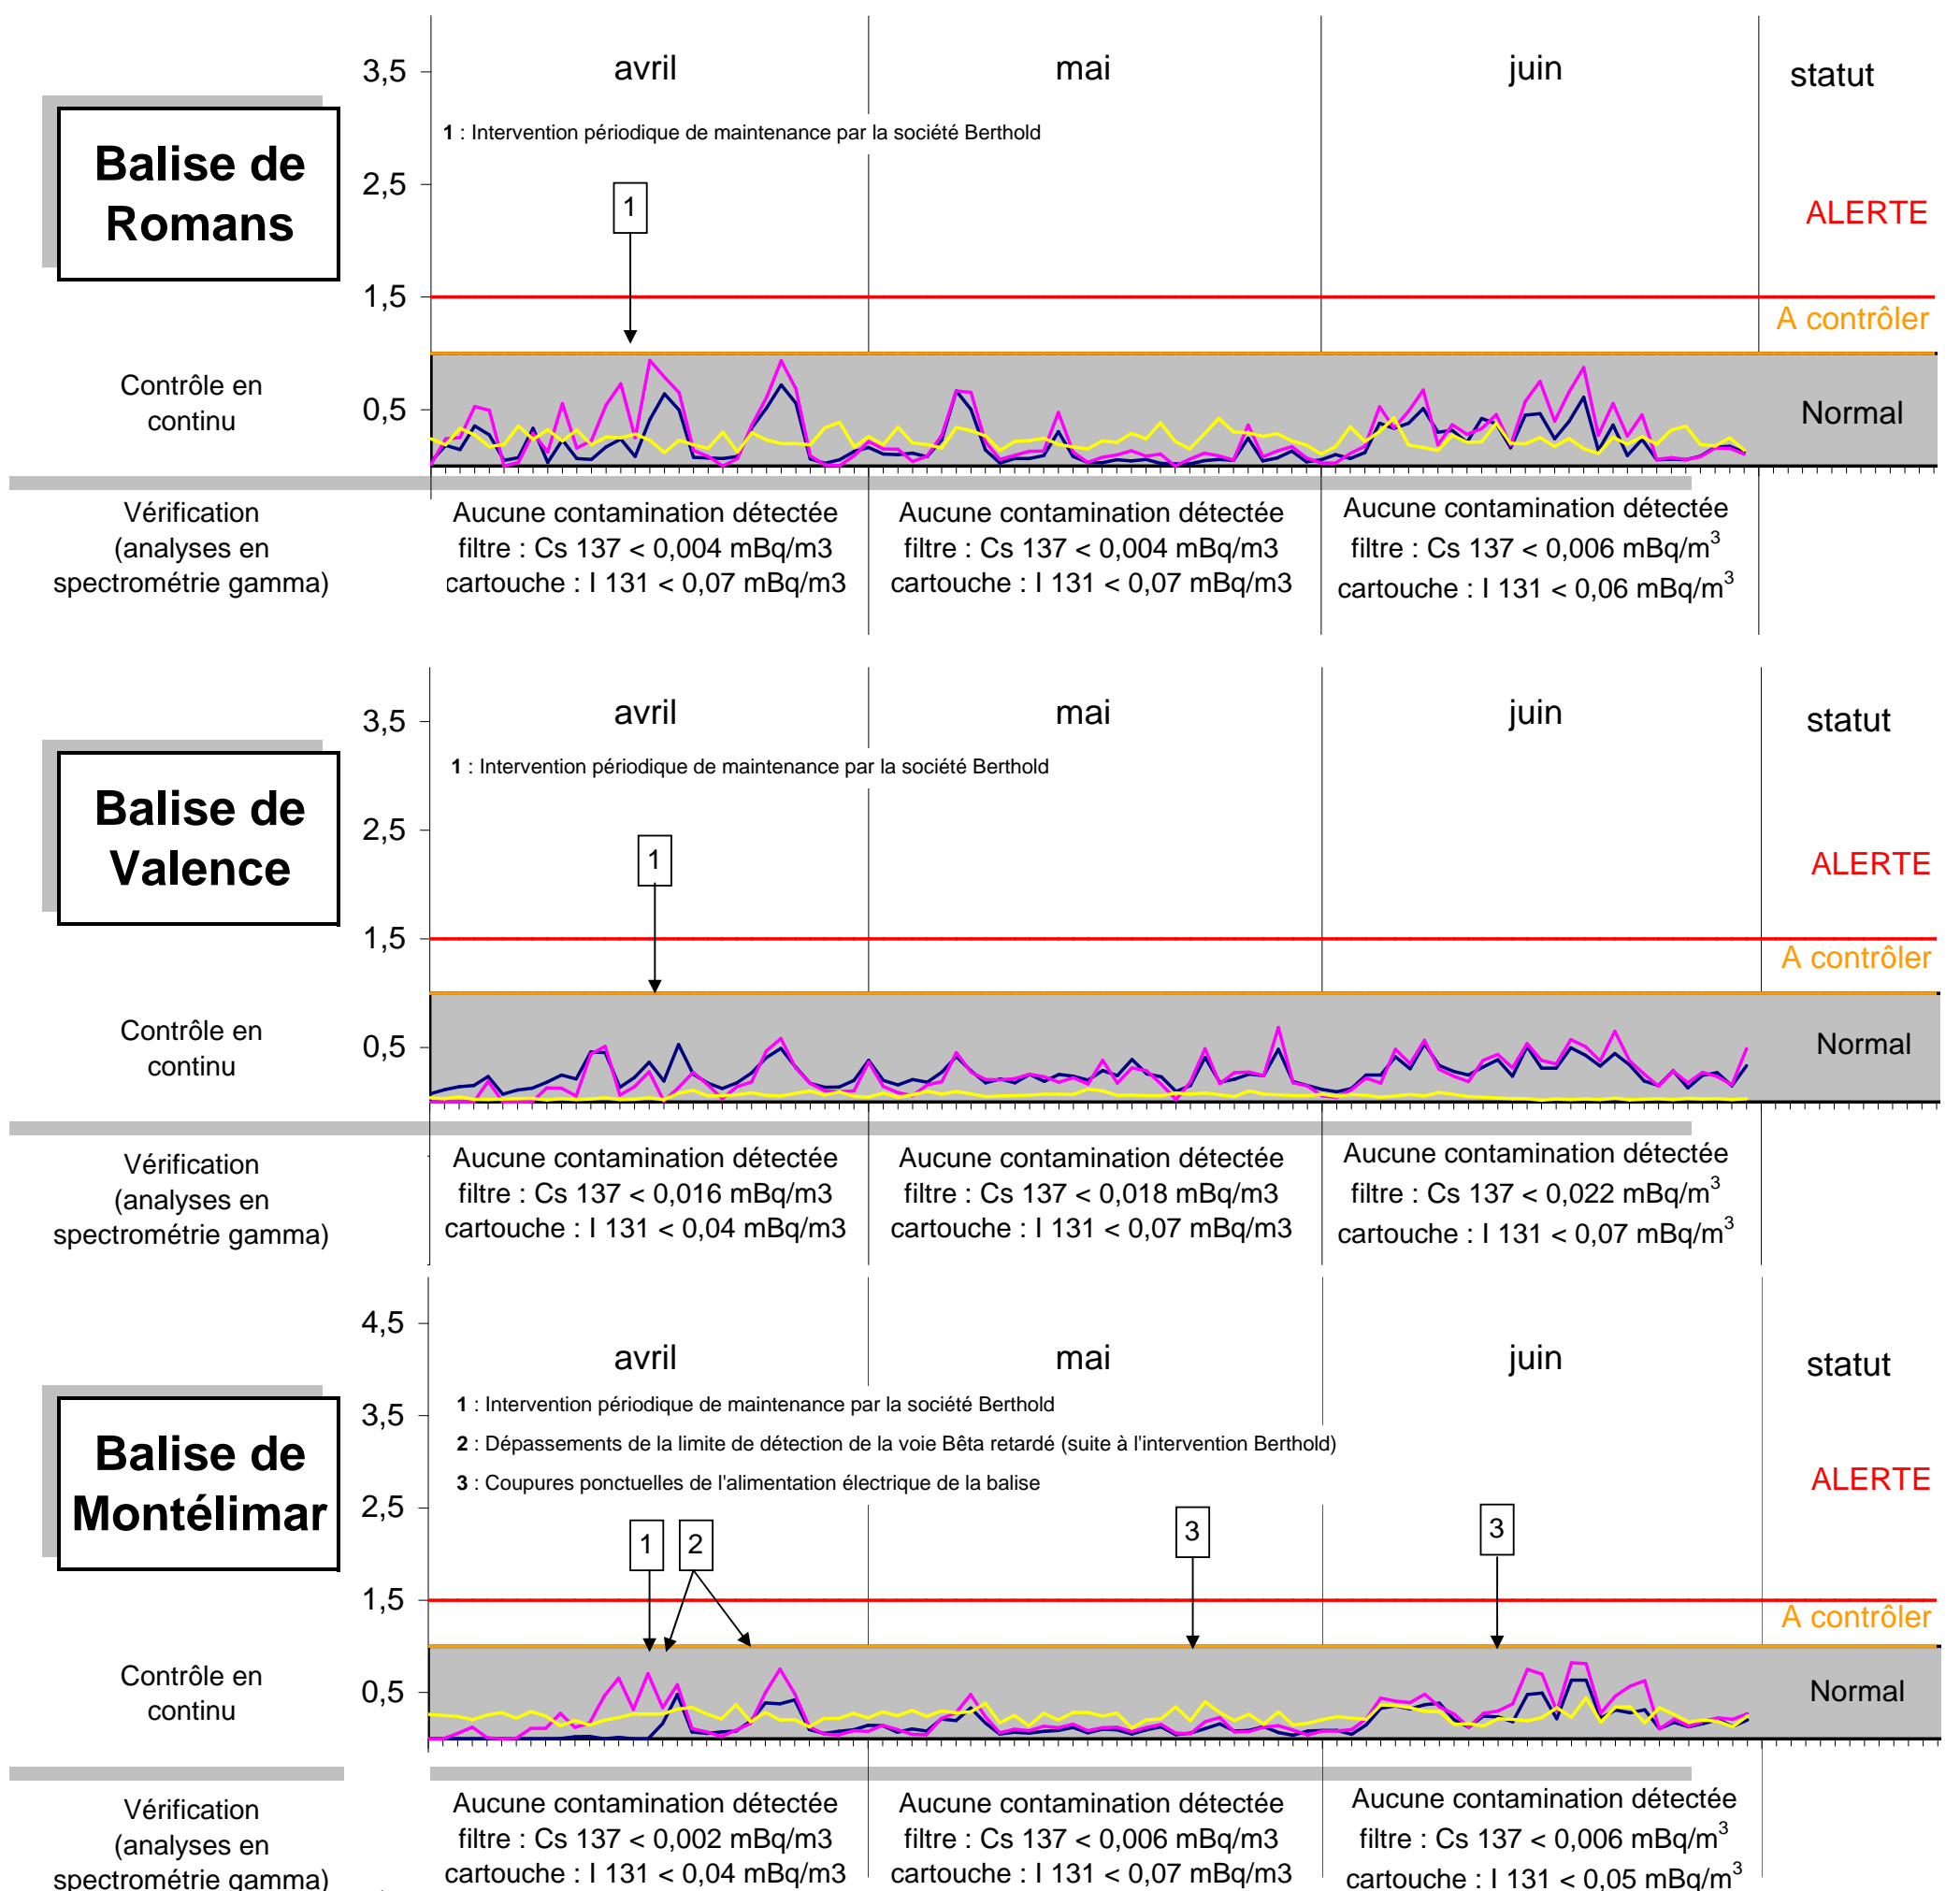 avril
mai
juin
statut
3,5
1 : Intervention périodique de maintenance par la société Berthold
Balise de
Romans
2,5
1
ALERTE
1,5
A contrôler
Contrôle en
continu
0,5
Normal
Vérification
(analyses en
spectrométrie gamma)
Aucune contamination détectée
filtre : Cs 137 < 0,004 mBq/m3
cartouche : I 131 < 0,07 mBq/m3
Aucune contamination détectée
filtre : Cs 137 < 0,004 mBq/m3
cartouche : I 131 < 0,07 mBq/m3
Aucune contamination détectée
filtre : Cs 137 < 0,006 mBq/m³
cartouche : I 131 < 0,06 mBq/m³
avril
mai
juin
statut
3,5
1 : Intervention périodique de maintenance par la société Berthold
Balise de
Valence
2,5
1
ALERTE
1,5
A contrôler
Contrôle en
continu
0,5
Normal
Vérification
(analyses en
spectrométrie gamma)
Aucune contamination détectée
filtre : Cs 137 < 0,016 mBq/m3
cartouche : I 131 < 0,04 mBq/m3
Aucune contamination détectée
filtre : Cs 137 < 0,018 mBq/m3
cartouche : I 131 < 0,07 mBq/m3
Aucune contamination détectée
filtre : Cs 137 < 0,022 mBq/m³
cartouche : I 131 < 0,07 mBq/m³
4,5
avril
mai
juin
statut
3,5
1 : Intervention périodique de maintenance par la société Berthold
2 : Dépassements de la limite de détection de la voie Bêta retardé (suite à l'intervention Berthold)
3 : Coupures ponctuelles de l'alimentation électrique de la balise
Balise de
Montélimar
2,5
1
2
3
3
ALERTE
1,5
A contrôler
Contrôle en
continu
0,5
Normal
Vérification
(analyses en
spectrométrie gamma)
Aucune contamination détectée
filtre : Cs 137 < 0,002 mBq/m3
cartouche : I 131 < 0,04 mBq/m3
Aucune contamination détectée
filtre : Cs 137 < 0,006 mBq/m3
cartouche : I 131 < 0,07 mBq/m3
Aucune contamination détectée
filtre : Cs 137 < 0,006 mBq/m³
cartouche : I 131 < 0,05 mBq/m³